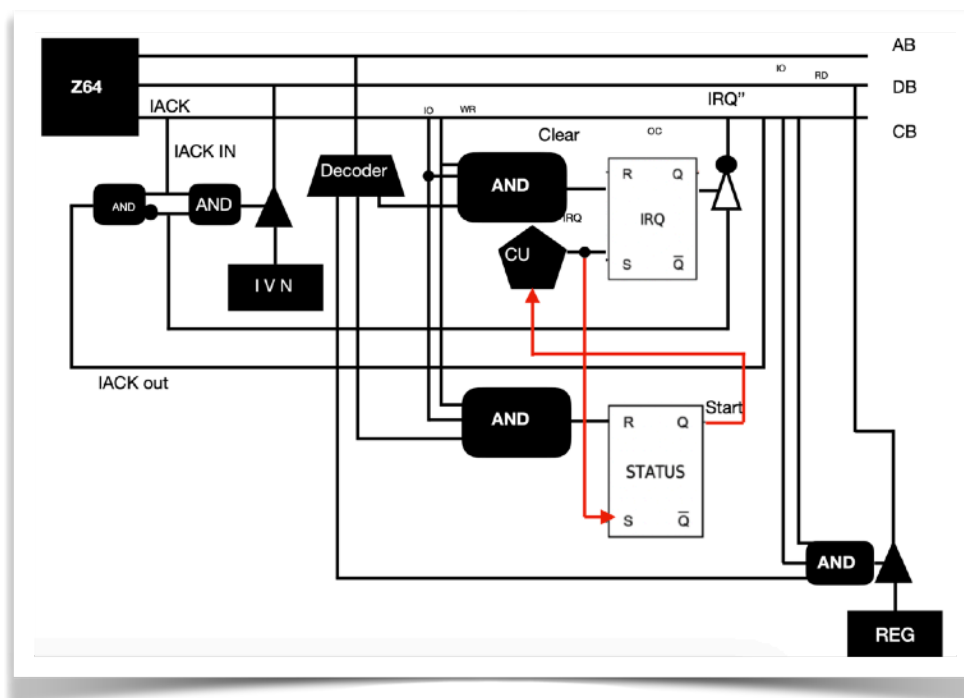 AB
Z64
IO
RD
DB
IACK
IO
WR
IRQ”
CB
Clear
OC
IACK IN
Decoder
AND
R
Q
AND
AND
IRQ
IRQ
CU
S
Q
I V N
IACK out
AND
Start
R
Q
STATUS
S
Q
AND
REG